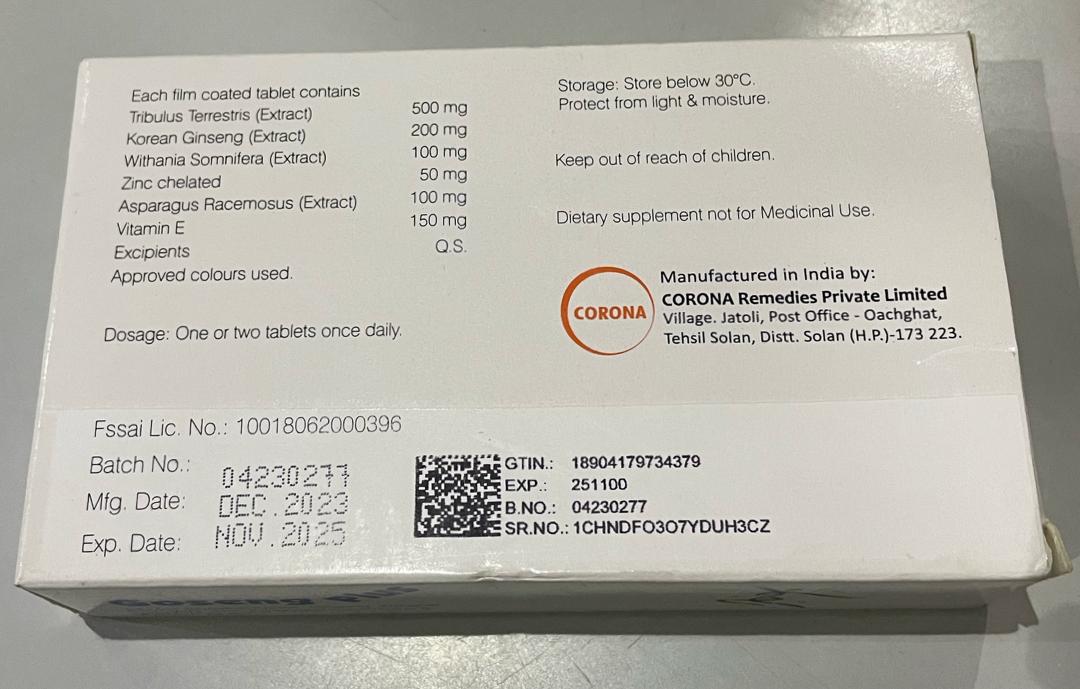 Each film coated tablet contains
Tribulus Terrestris (Extract) 500 mg
Korean Ginseng (Extract) 200 mg
Withania Somnifera (Extract) 100 mg
Zinc chelated 50 mg
Asparagus Racemosus (Extract) 100 mg
Vitamin E 150 mg
Excipients Q.S.
Approved colours used.
Dosage: One or two tablets once daily.
Storage: Store below 30°C.
Protect from light & moisture.
Keep out of reach of children.
Dietary supplement not for Medicinal Use.
CORONA
Manufactured in India by:
CORONA Remedies Private Limited
Village. Jatoli, Post Office - Oachghat,
Tehsil Solan, Distt. Solan (H.P.)-173 223.
Fssai Lic. No.: 10018062000396
Batch No.: 04230277
Mfg. Date: DEC.2023
Exp. Date: NOV.2025
GTIN.: 18904179734379
EXP.: 251100
B.NO.: 04230277
SR.NO.: 1CHNDFO3O7YDUH3CZ
Goseng Plus